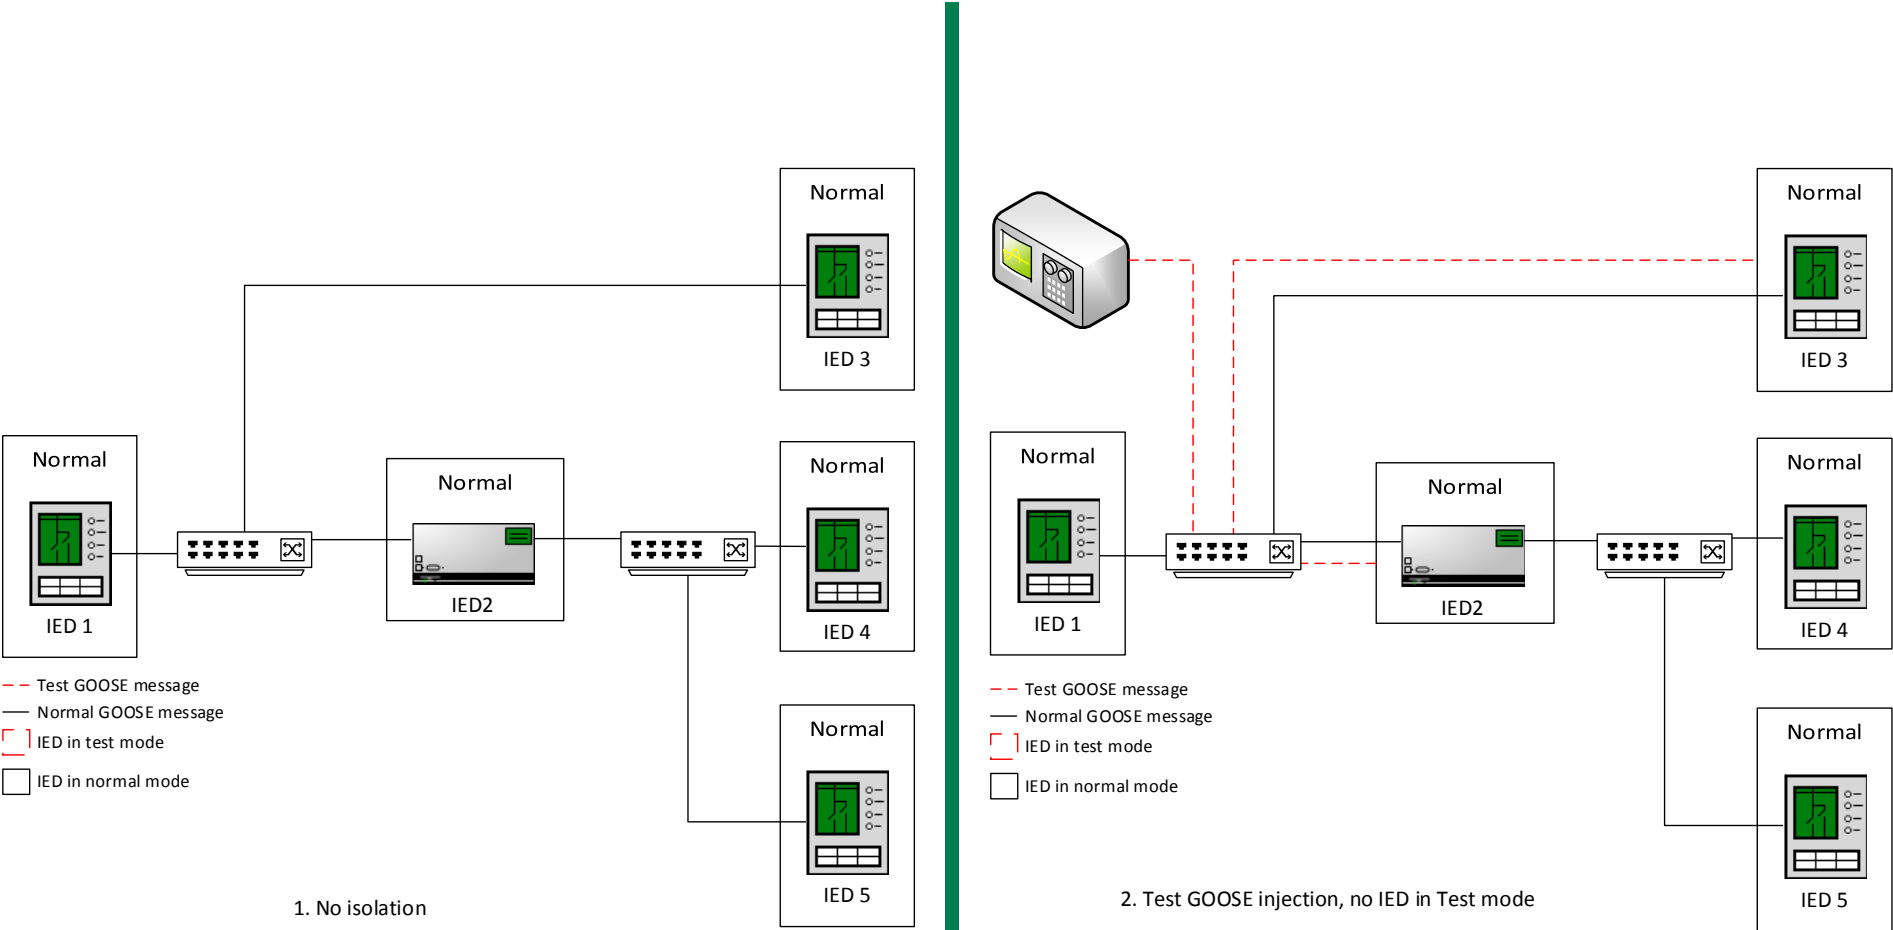 Normal
IED 3
Normal
IED 1
Normal
IED2
Normal
IED 4
Test GOOSE message
Normal GOOSE message
IED in test mode
IED in normal mode
Normal
IED 5
1. No isolation
Normal
IED 3
Normal
IED 1
Normal
IED2
Normal
IED 4
Test GOOSE message
Normal GOOSE message
IED in test mode
IED in normal mode
Normal
IED 5
2. Test GOOSE injection, no IED in Test mode